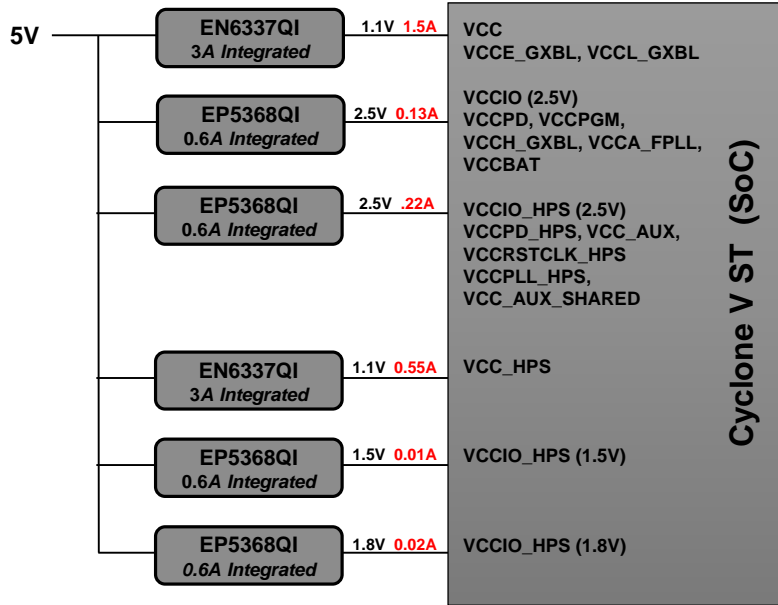 5V
EN6337QI
3A Integrated
1.1V 1.5A
VCC
VCCE_GXBL, VCCL_GXBL
EP5368QI
0.6A Integrated
2.5V 0.13A
VCCIO (2.5V)
VCCPD, VCCPGM,
VCCH_GXBL, VCCA_FPLL,
VCCBAT
EP5368QI
0.6A Integrated
2.5V .22A
VCCIO_HPS (2.5V)
VCCPD_HPS, VCC_AUX,
VCCRSTCLK_HPS
VCCPLL_HPS,
VCC_AUX_SHARED
EN6337QI
3A Integrated
1.1V 0.55A
VCC_HPS
EP5368QI
0.6A Integrated
1.5V 0.01A
VCCIO_HPS (1.5V)
EP5368QI
0.6A Integrated
1.8V 0.02A
VCCIO_HPS (1.8V)
Cyclone V ST (SoC)